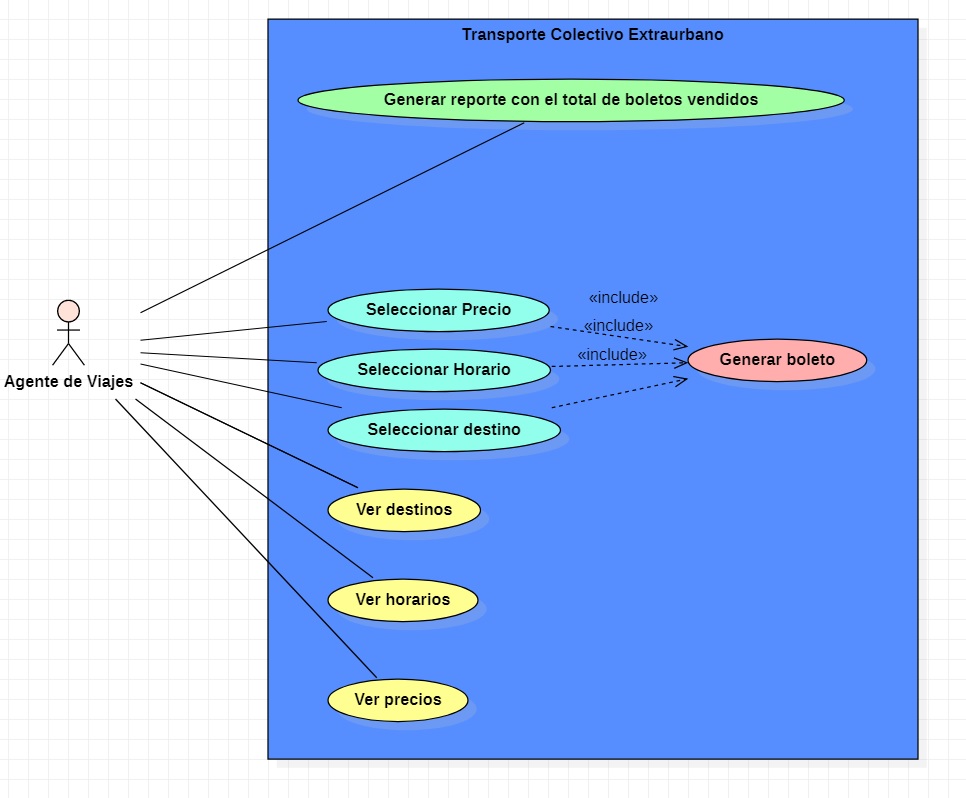 Transporte Colectivo Extraurbano
Generar reporte con el total de boletos vendidos
Seleccionar Precio
«include»
«include»
«include»
Seleccionar Horario
Generar boleto
Agente de Viajes
Seleccionar destino
Ver destinos
Ver horarios
Ver precios